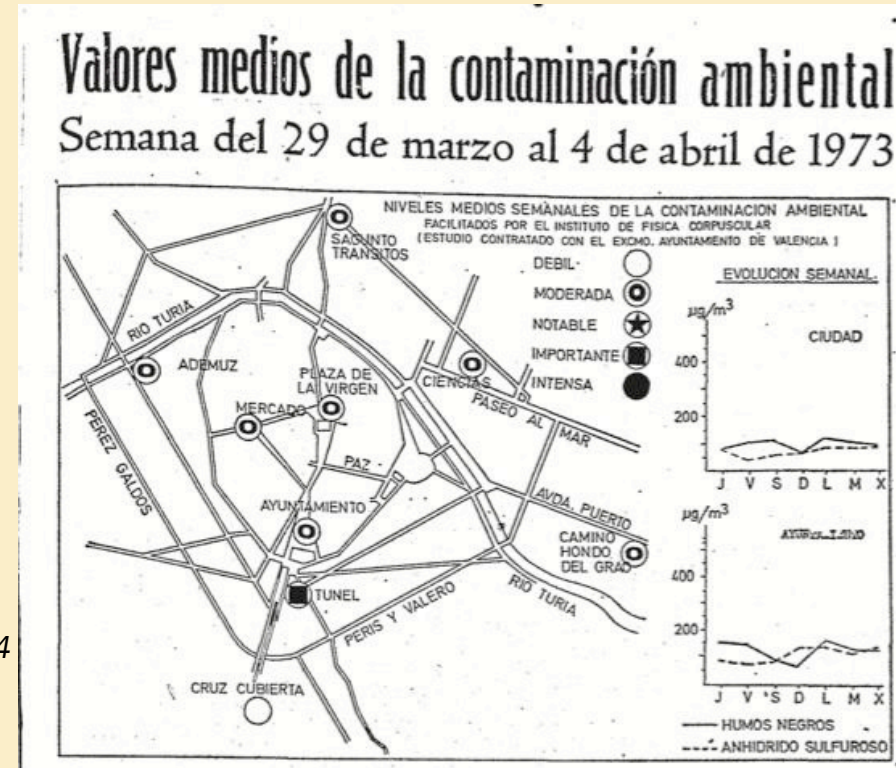 Valores medios de la contaminación ambiental
Semana del 29 de marzo al 4 de abril de 1973
NIVELES MEDIOS SEMANALES DE LA CONTAMINACION AMBIENTAL
FACILITADOS POR EL INSTITUTO DE FISICA CORPUSCULAR
(ESTUDIO CONTRATADO CON EL EXCMO. AYUNTAMIENTO DE VALENCIA)
DEBIL
MODERADA
NOTABLE
IMPORTANTE
INTENSA
SAGUNTO
TRANSITOS
RIO TURIA
ADEMUZ
PLAZA DE
LA VIRGEN
MERCADO
CIENCIAS
PASEO AL MAR
PEREZ GALDOS
PAZ
AYUNTAMIENTO
AVDA. PUERTO
CAMINO
HONDO
DEL GRAO
TUNEL
PERIS Y VALERO
RIO TURIA
CRUZ CUBIERTA
4
EVOLUCION SEMANAL.
µg/m³
CIUDAD
400
200
J V S D L M X
µg/m³
400
200
J V S D L M X
HUMOS NEGROS
ANHIDRIDO SULFUROSO